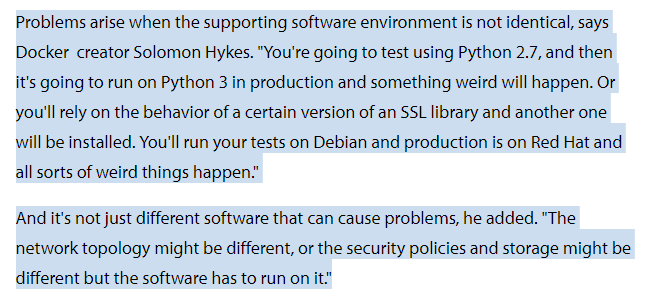 Problems arise when the supporting software environment is not identical, says
Docker  creator Solomon Hykes. "You're going to test using Python 2.7, and then
it's going to run on Python 3 in production and something weird will happen. Or
you'll rely on the behavior of a certain version of an SSL library and another one
will be installed. You'll run your tests on Debian and production is on Red Hat and
all sorts of weird things happen."
And it's not just different software that can cause problems, he added. "The
network topology might be different, or the security policies and storage might be
different but the software has to run on it."